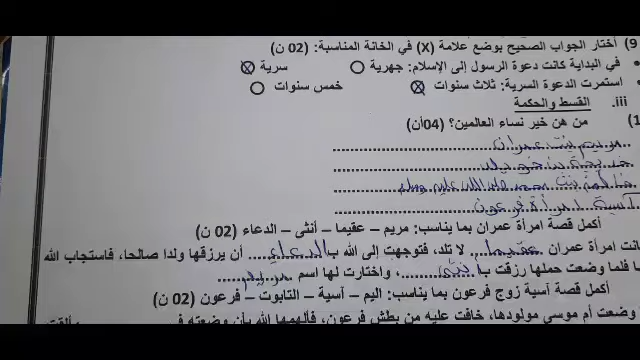 9) أختار الجواب الصحيح بوضع علامة (X) في الخانة المناسبة: (02 ن)
في البداية كانت دعوة الرسول إلى الإسلام: جهرية سرية X
استمرت الدعوة السرية: ثلاث سنوات X خمس سنوات
iii. القسط والحكمة
1) من هن خير نساء العالمين؟ (04ن)
مريم بنت عمران
خديجة بنت خويلد
فاطمة بنت محمد صلى الله عليه وسلم
آسية امرأة فرعون
أكمل قصة امرأة عمران بما يناسب: مريم – عقيما – أنثى – الدعاء (02 ن)
كانت امرأة عمران عقيما لا تلد، فتوجهت إلى الله بالدعاء أن يرزقها ولدا صالحا، فاستجاب الله
فلما وضعت حملها رزقت بأنثى، واختارت لها اسم مريم
أكمل قصة آسية زوج فرعون بما يناسب: اليم – آسية – التابوت – فرعون (02 ن)
وضعت أم موسى مولودها، خافت عليه من بطش فرعون، فألهمها الله بأن وضعته في